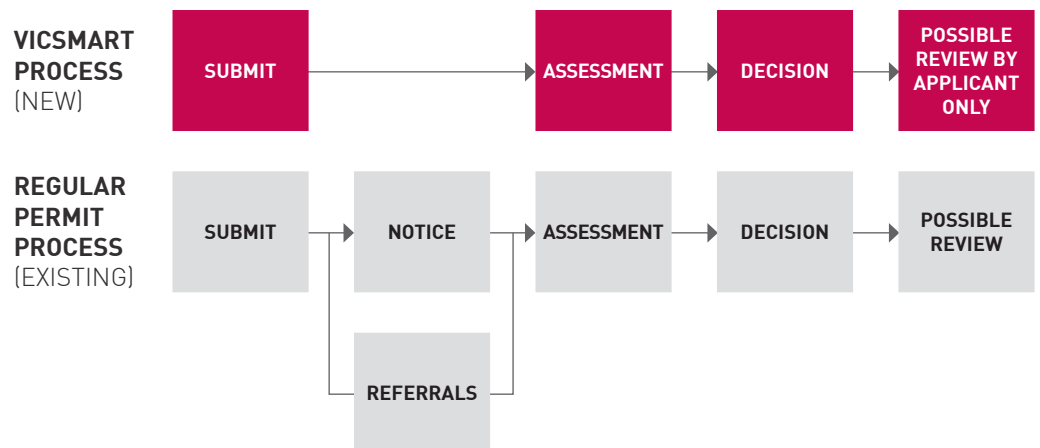 VICSMART
PROCESS
(NEW)
SUBMIT
ASSESSMENT
DECISION
POSSIBLE
REVIEW BY
APPLICANT
ONLY
REGULAR
PERMIT
PROCESS
(EXISTING)
SUBMIT
NOTICE
ASSESSMENT
DECISION
POSSIBLE
REVIEW
REFERRALS